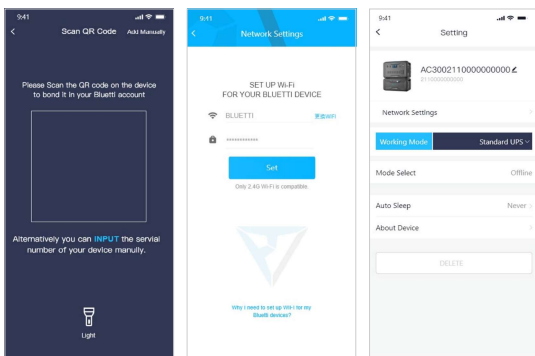 9:41
Scan QR Code
Add Manually
Please Scan the QR code on the device
to bond it in your Bluetti account
Alternatively you can INPUT the servial
number of your device manully.
Light
9:41
Network Settings
SET UP Wi-Fi
FOR YOUR BLUETTI DEVICE
BLUETTI
更改WiFi
Set
Only 2.4G Wi-Fi is compatible.
Why I need to set up Wi-Fi for my
Bluetti devices?
9:41
Setting
AC3002110000000000
2110000000000
Network Settings
Working Mode
Standard UPS
Mode Select
Offline
Auto Sleep
Never
About Device
DELETE